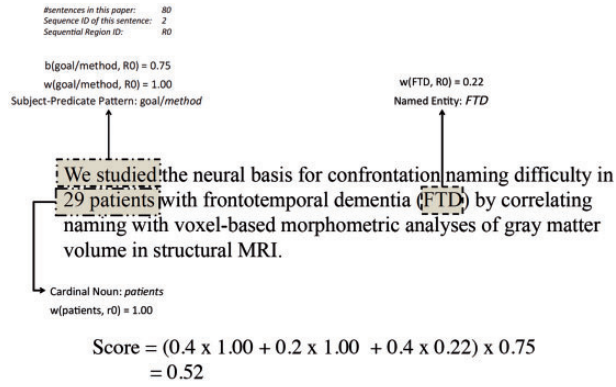 #sentences in this paper: 80
Sequence ID of this sentence: 2
Sequential Region ID: R0
b(goal/method, R0) = 0.75
w(goal/method, R0) = 1.00
Subject-Predicate Pattern: goal/method
w(FTD, R0) = 0.22
Named Entity: FTD
We studied the neural basis for confrontation naming difficulty in
29 patients with frontotemporal dementia (FTD) by correlating
naming with voxel-based morphometric analyses of gray matter
volume in structural MRI.
Cardinal Noun: patients
w(patients, r0) = 1.00
Score = (0.4 x 1.00 + 0.2 x 1.00 + 0.4 x 0.22) x 0.75
= 0.52